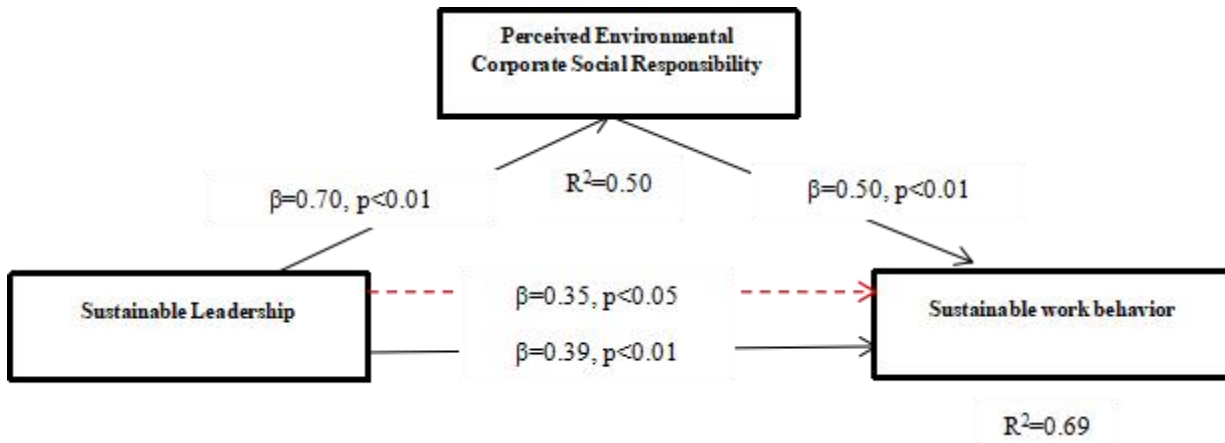 Perceived Environmental
Corporate Social Responsibility
β=0.70, p<0.01
R²=0.50
β=0.50, p<0.01
Sustainable Leadership
β=0.35, p<0.05
β=0.39, p<0.01
Sustainable work behavior
R²=0.69